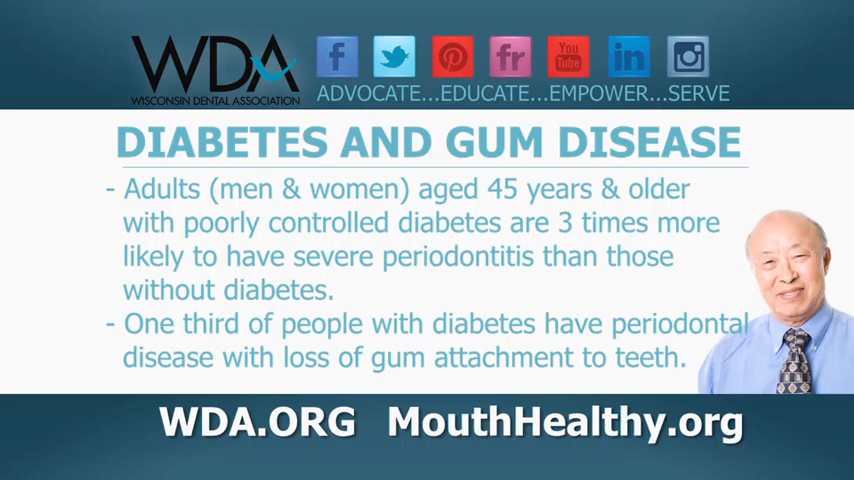 WDA
WISCONSIN DENTAL ASSOCIATION
f
fr
You
Tube
in
ADVOCATE...EDUCATE...EMPOWER...SERVE
DIABETES AND GUM DISEASE
- Adults (men & women) aged 45 years & older
with poorly controlled diabetes are 3 times more
likely to have severe periodontitis than those
without diabetes.
- One third of people with diabetes have periodontal
disease with loss of gum attachment to teeth.
WDA.ORG MouthHealthy.org